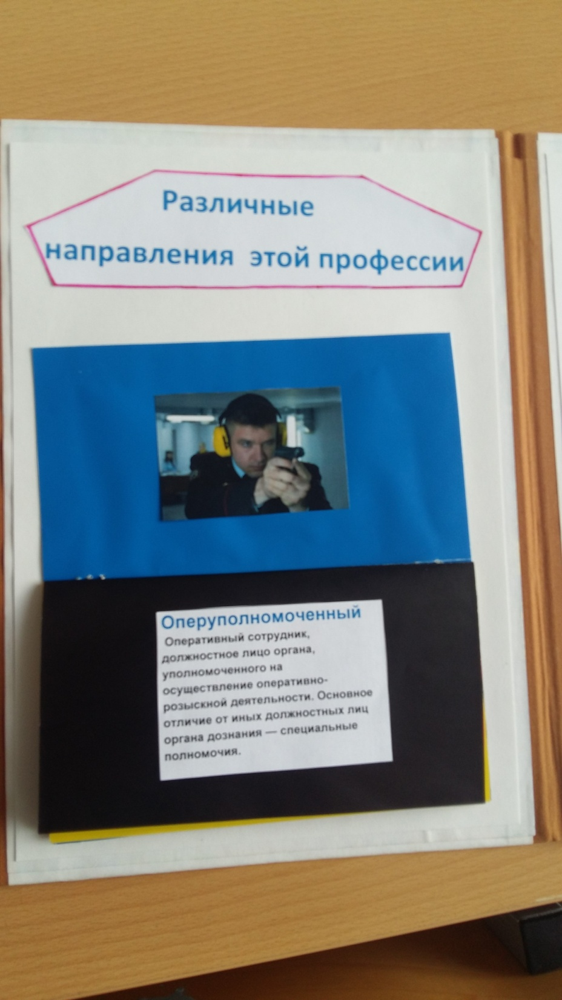 Различные
направления этой профессии
Оперуполномоченный
Оперативный сотрудник,
должностное лицо органа,
уполномоченного на
осуществление оперативно-
розыскной деятельности. Основное
отличие от иных должностных лиц
органа дознания — специальные
полномочия.